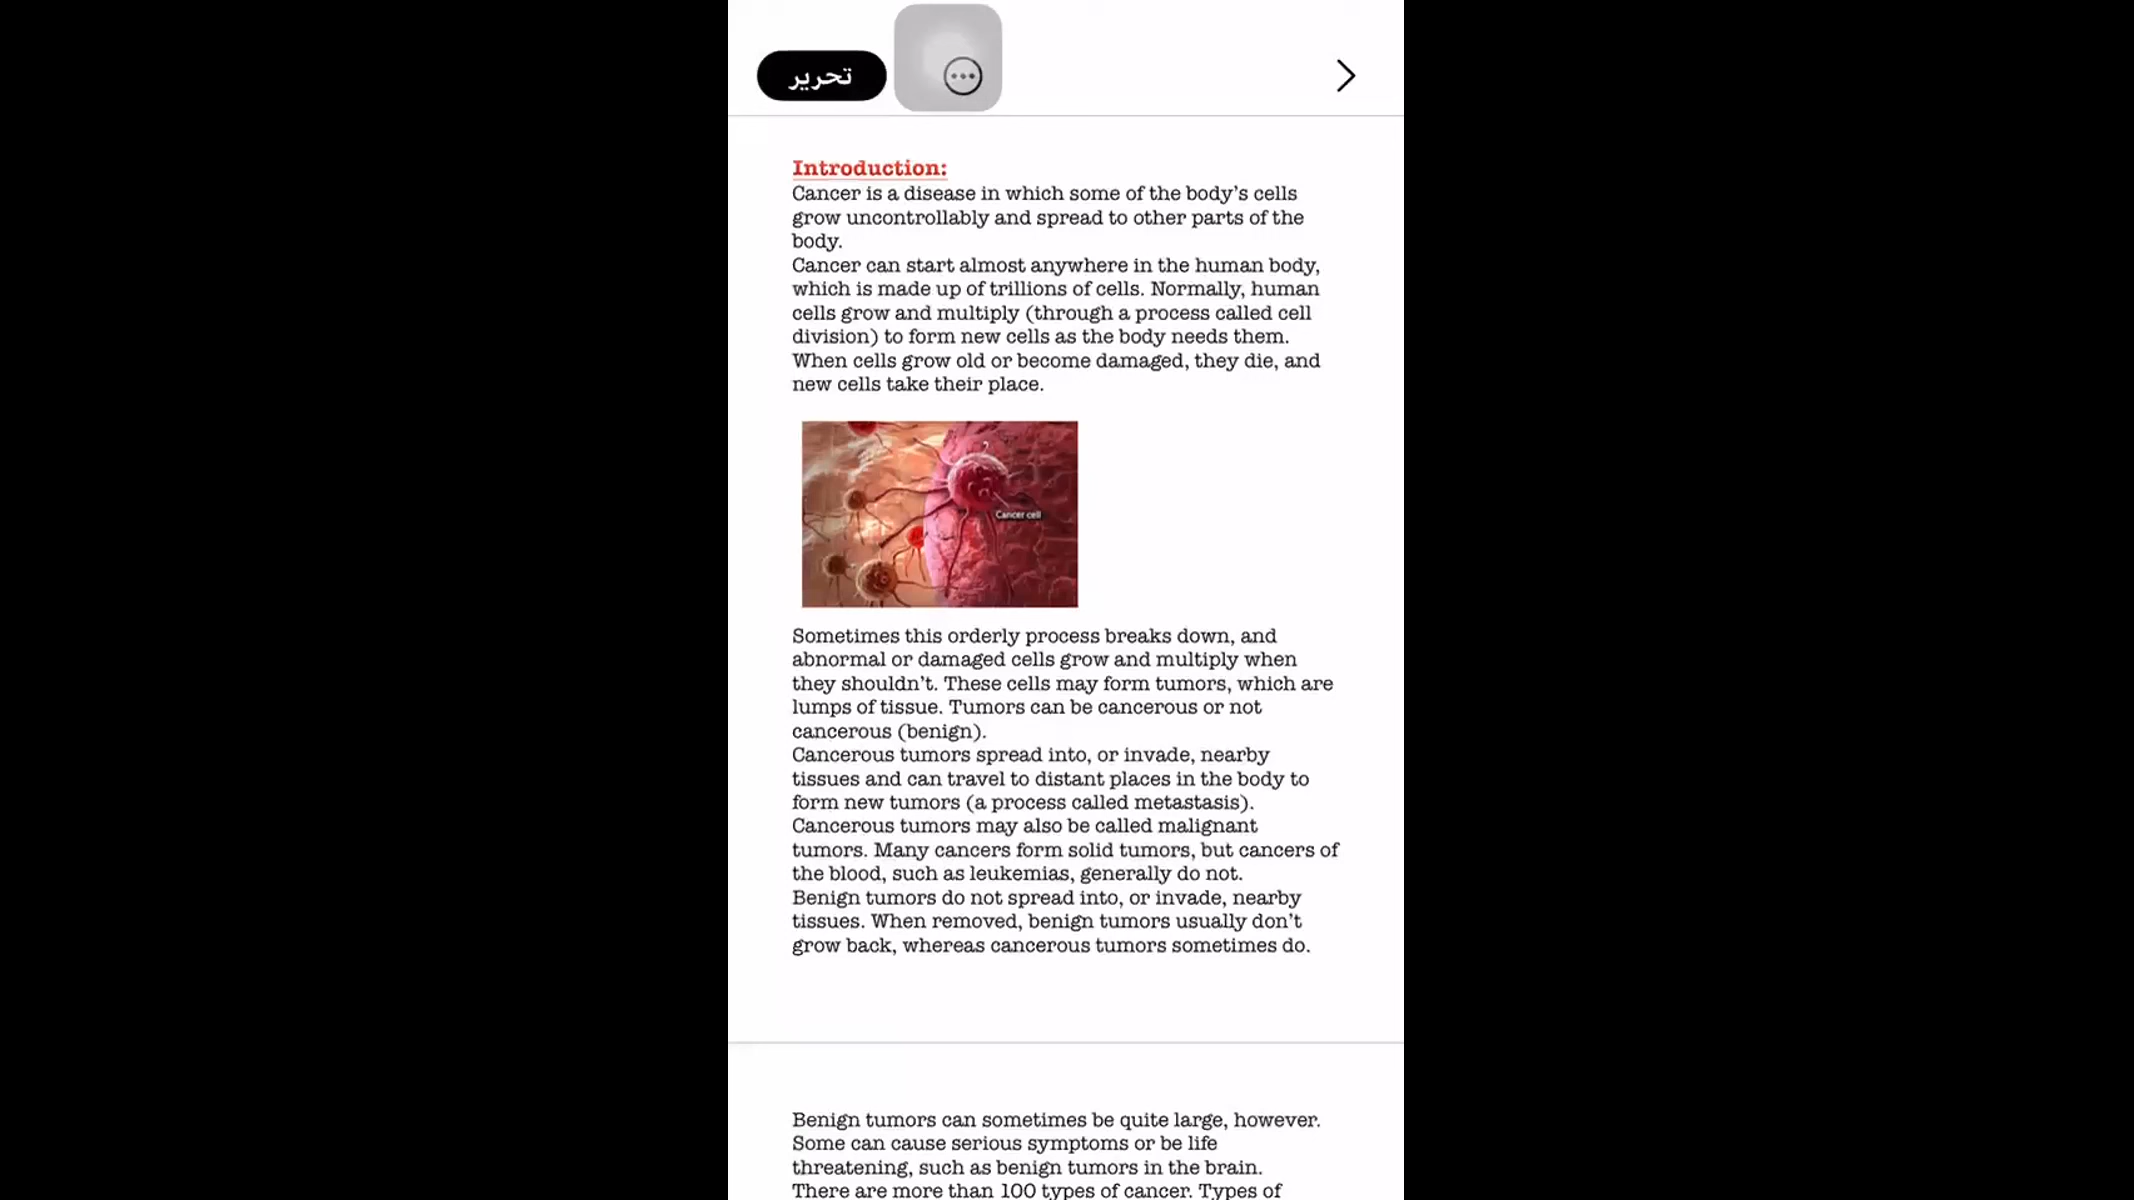 تحرير
Introduction:
Cancer is a disease in which some of the body's cells
grow uncontrollably and spread to other parts of the
body.
Cancer can start almost anywhere in the human body,
which is made up of trillions of cells. Normally, human
cells grow and multiply (through a process called cell
division) to form new cells as the body needs them.
When cells grow old or become damaged, they die, and
new cells take their place.
Cancer cell
Sometimes this orderly process breaks down, and
abnormal or damaged cells grow and multiply when
they shouldn't. These cells may form tumors, which are
lumps of tissue. Tumors can be cancerous or not
cancerous (benign).
Cancerous tumors spread into, or invade, nearby
tissues and can travel to distant places in the body to
form new tumors (a process called metastasis).
Cancerous tumors may also be called malignant
tumors. Many cancers form solid tumors, but cancers of
the blood, such as leukemias, generally do not.
Benign tumors do not spread into, or invade, nearby
tissues. When removed, benign tumors usually don't
grow back, whereas cancerous tumors sometimes do.
Benign tumors can sometimes be quite large, however.
Some can cause serious symptoms or be life
threatening, such as benign tumors in the brain.
There are more than 100 types of cancer. Types of